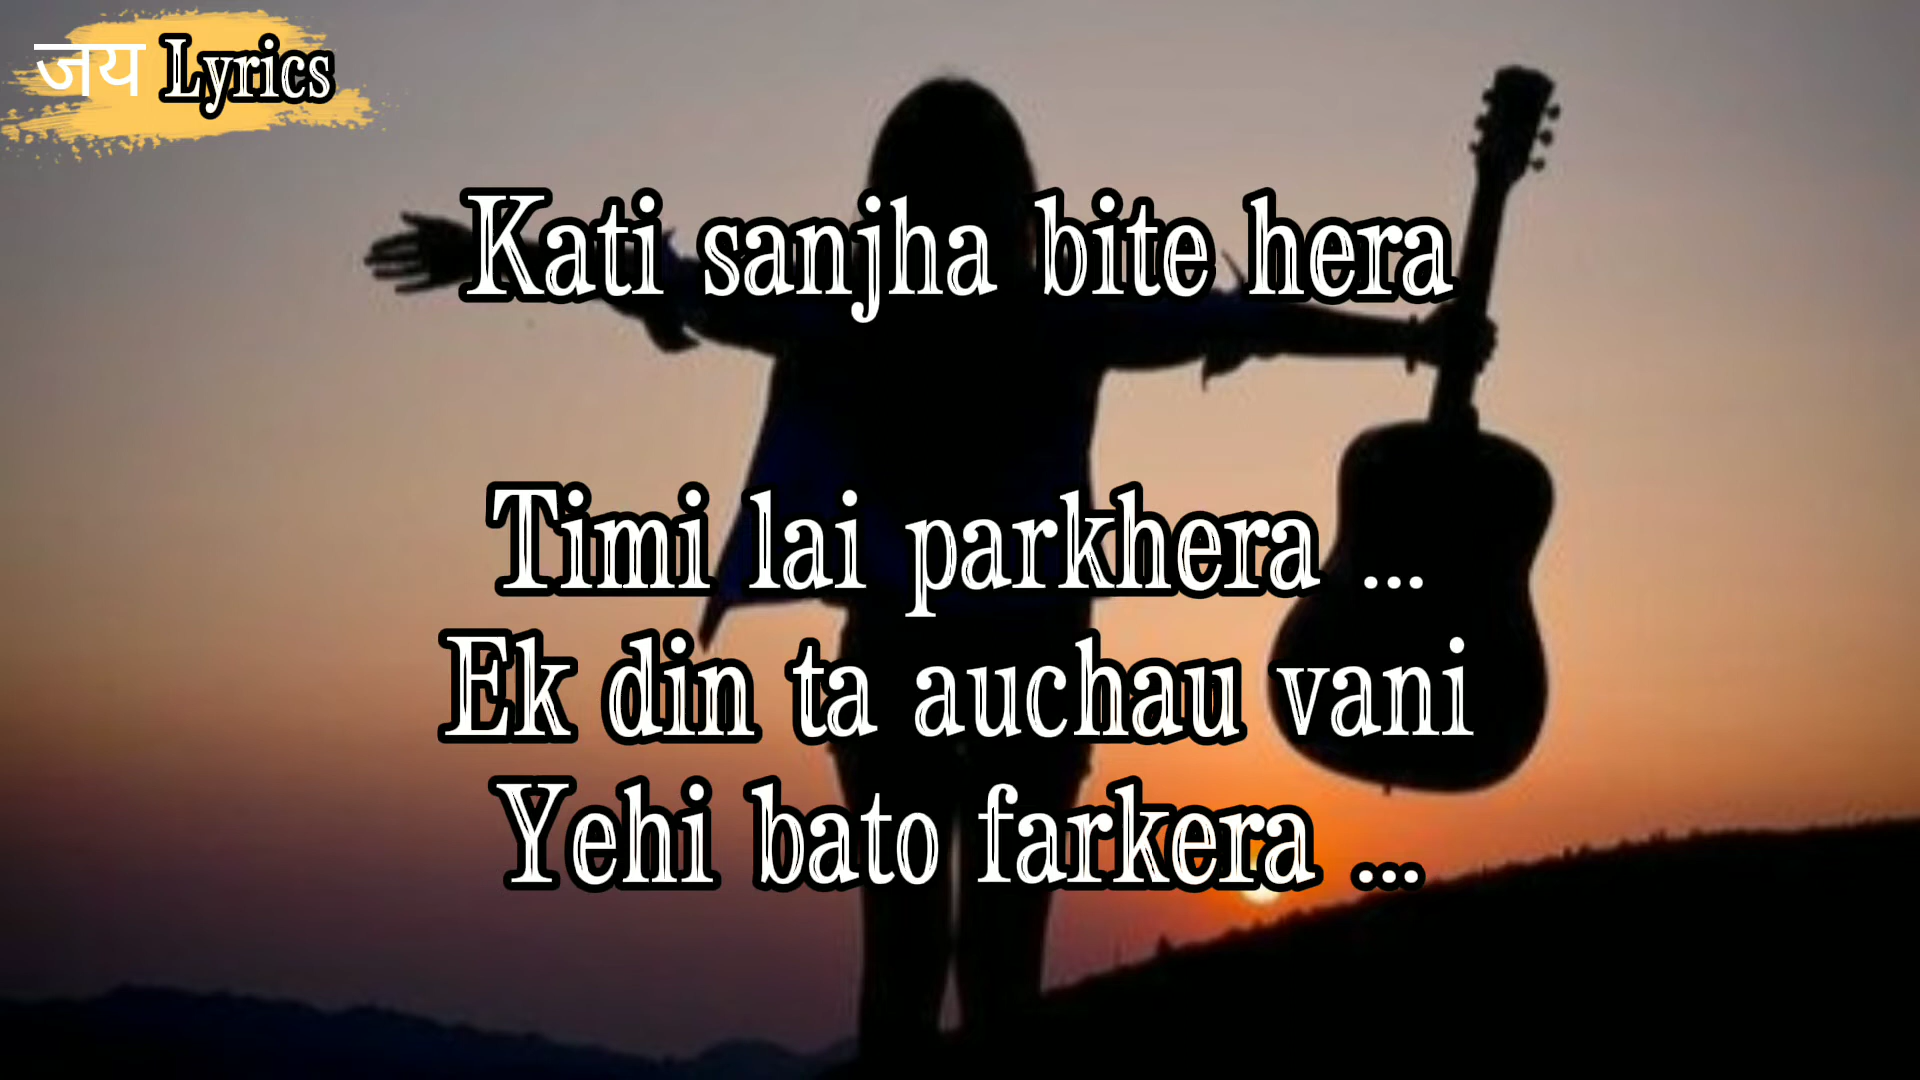 जय Lyrics
Kati sanjha bite hera
Timi lai parkhera ...
Ek din ta auchau vani
Yehi bato farkera ...